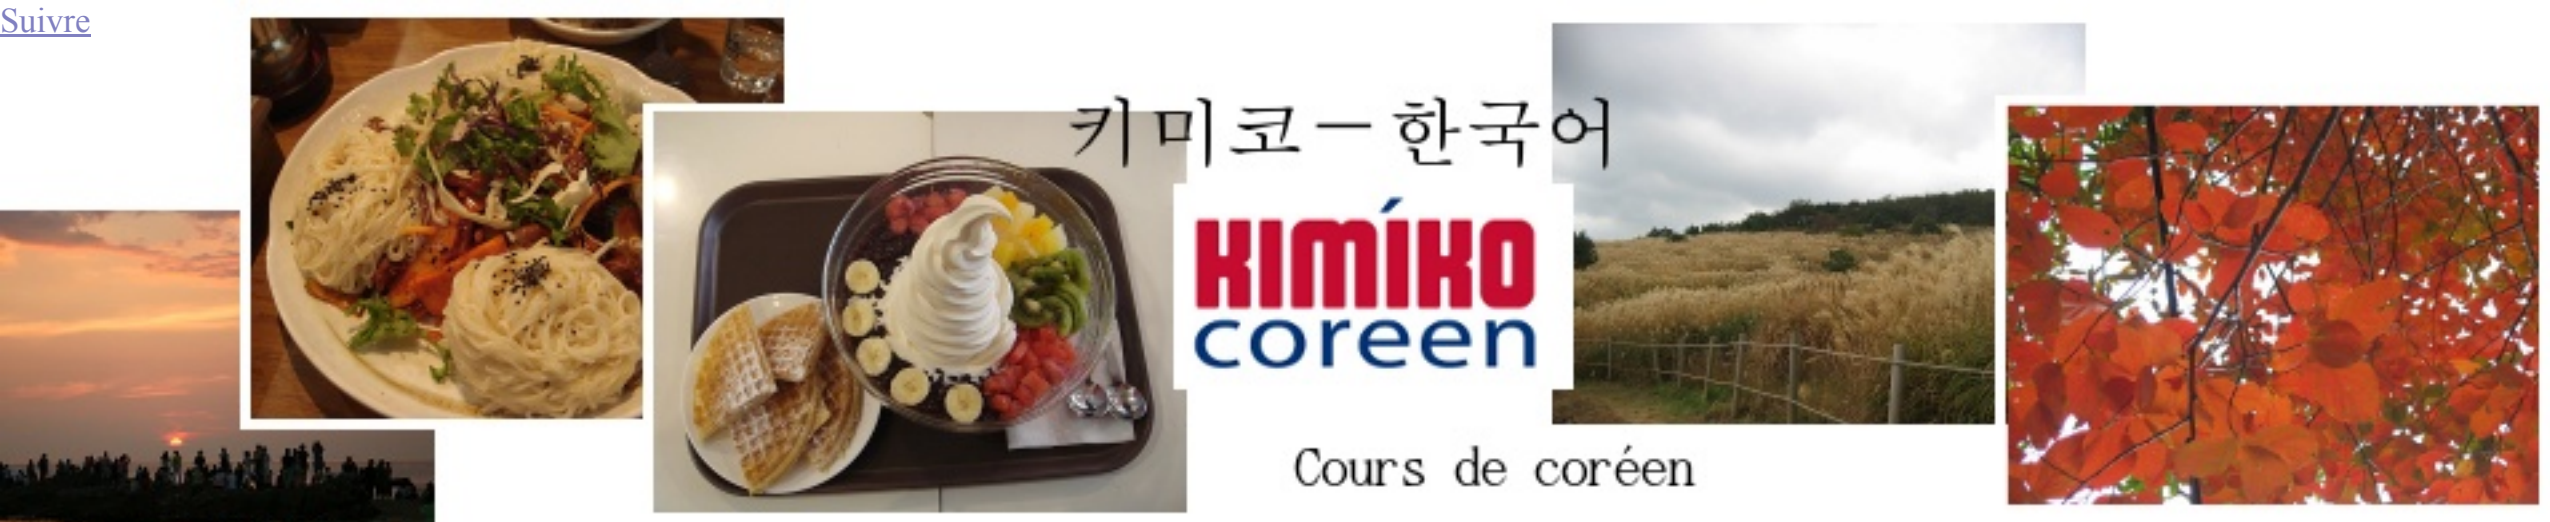 Suivre
키미코-한국어
KIMÍKO
coreen
Cours de coréen